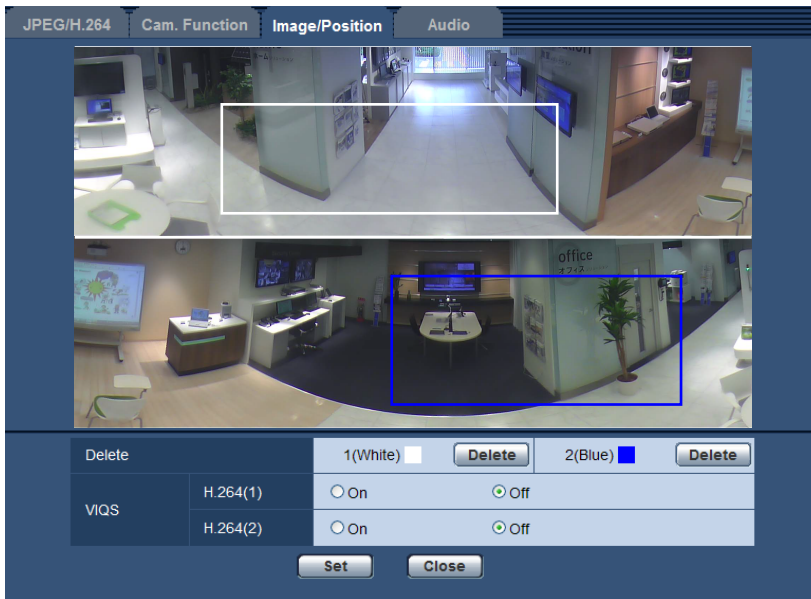 JPEG/H.264 Cam. Function Image/Position Audio
office
オフィス
Delete 1(White) Delete 2(Blue) Delete
VIQS H.264(1) On Off
H.264(2) On Off
Set Close